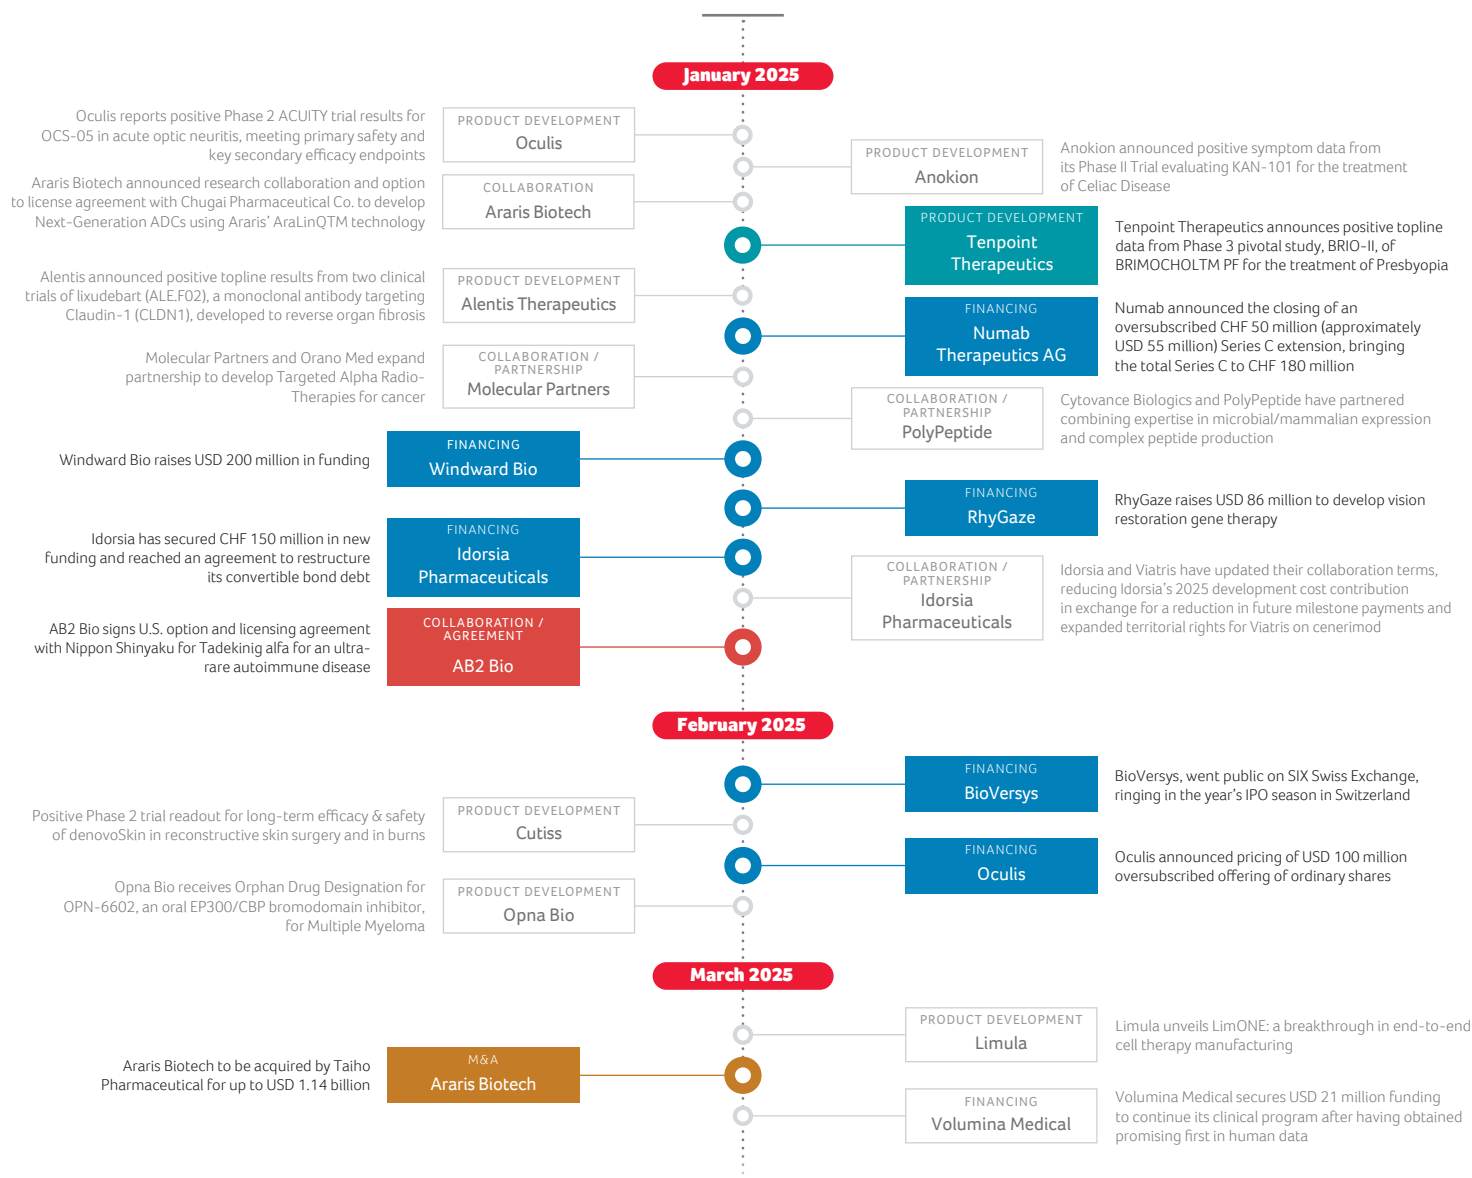 January 2025
Oculis reports positive Phase 2 ACUITY trial results for
OCS-05 in acute optic neuritis, meeting primary safety and
key secondary efficacy endpoints
PRODUCT DEVELOPMENT
Oculis
PRODUCT DEVELOPMENT
Anokion
Anokion announced positive symptom data from
its Phase II Trial evaluating KAN-101 for the treatment
of Celiac Disease
Araris Biotech announced research collaboration and option
to license agreement with Chugai Pharmaceutical Co. to develop
Next-Generation ADCs using Araris' AraLinQTM technology
COLLABORATION
Araris Biotech
PRODUCT DEVELOPMENT
Tenpoint
Therapeutics
Tenpoint Therapeutics announces positive topline
data from Phase 3 pivotal study, BRIO-II, of
BRIMOCHOLTM PF for the treatment of Presbyopia
Alentis announced positive topline results from two clinical
trials of lixudebart (ALE.F02), a monoclonal antibody targeting
Claudin-1 (CLDN1), developed to reverse organ fibrosis
PRODUCT DEVELOPMENT
Alentis Therapeutics
FINANCING
Numab
Therapeutics AG
Numab announced the closing of an
oversubscribed CHF 50 million (approximately
USD 55 million) Series C extension, bringing
the total Series C to CHF 180 million
Molecular Partners and Orano Med expand
partnership to develop Targeted Alpha Radio-
Therapies for cancer
COLLABORATION /
PARTNERSHIP
Molecular Partners
COLLABORATION /
PARTNERSHIP
PolyPeptide
Cytovance Biologics and PolyPeptide have partnered
combining expertise in microbial/mammalian expression
and complex peptide production
Windward Bio raises USD 200 million in funding
FINANCING
Windward Bio
FINANCING
RhyGaze
RhyGaze raises USD 86 million to develop vision
restoration gene therapy
Idorsia has secured CHF 150 million in new
funding and reached an agreement to restructure
its convertible bond debt
FINANCING
Idorsia
Pharmaceuticals
COLLABORATION /
PARTNERSHIP
Idorsia
Pharmaceuticals
Idorsia and Viatris have updated their collaboration terms,
reducing Idorsia's 2025 development cost contribution
in exchange for a reduction in future milestone payments and
expanded territorial rights for Viatris on cenerimod
AB2 Bio signs U.S. option and licensing agreement
with Nippon Shinyaku for Tadekinig alfa for an ultra-
rare autoimmune disease
COLLABORATION /
AGREEMENT
AB2 Bio
February 2025
FINANCING
BioVersys
BioVersys, went public on SIX Swiss Exchange,
ringing in the year's IPO season in Switzerland
Positive Phase 2 trial readout for long-term efficacy & safety
of denovoSkin in reconstructive skin surgery and in burns
PRODUCT DEVELOPMENT
Cutiss
FINANCING
Oculis
Oculis announced pricing of USD 100 million
oversubscribed offering of ordinary shares
Opna Bio receives Orphan Drug Designation for
OPN-6602, an oral EP300/CBP bromodomain inhibitor,
for Multiple Myeloma
PRODUCT DEVELOPMENT
Opna Bio
March 2025
PRODUCT DEVELOPMENT
Limula
Limula unveils LimONE: a breakthrough in end-to-end
cell therapy manufacturing
Araris Biotech to be acquired by Taiho
Pharmaceutical for up to USD 1.14 billion
M&A
Araris Biotech
FINANCING
Volumina Medical
Volumina Medical secures USD 21 million funding
to continue its clinical program after having obtained
promising first in human data